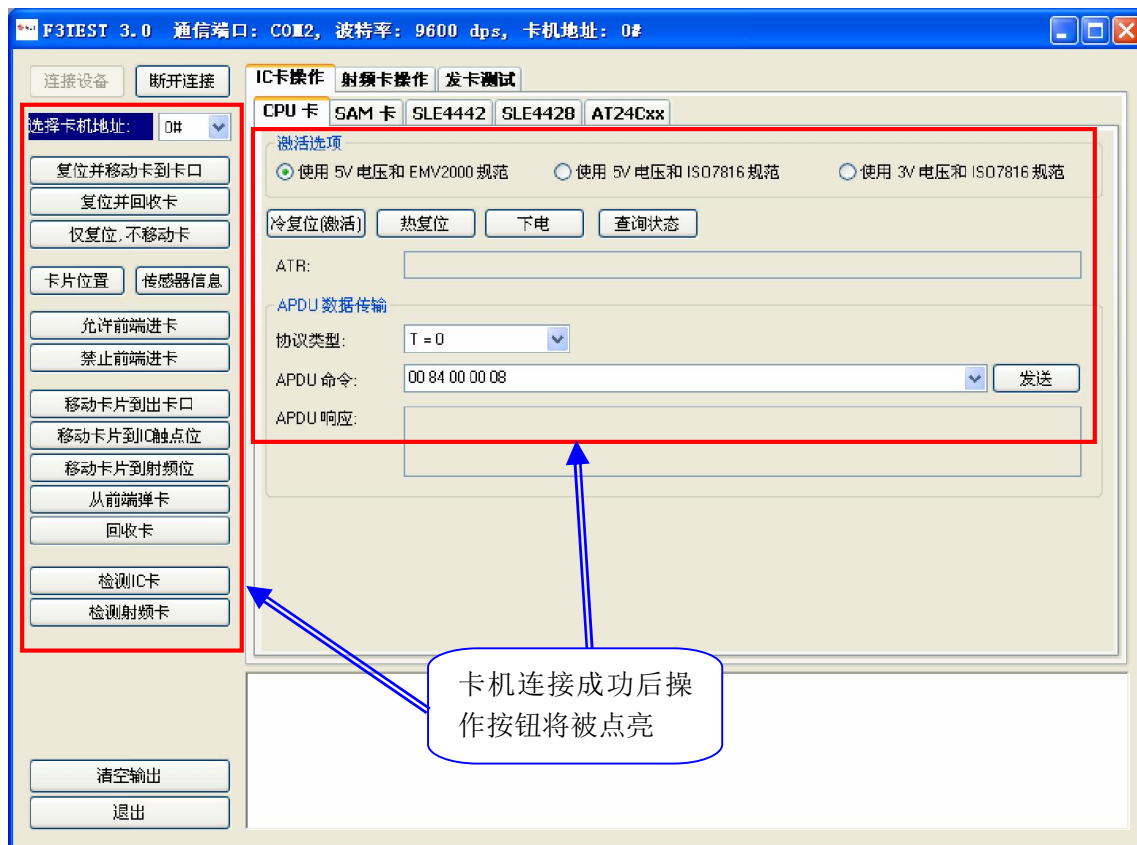 F3TEST 3.0 通信端口: COM2, 波特率: 9600 dps, 卡机地址: 0#
连接设备 断开连接
选择卡机地址: 0#
复位并移动卡到卡口
复位并回收卡
仅复位,不移动卡
卡片位置 传感器信息
允许前端进卡
禁止前端进卡
移动卡片到出卡口
移动卡片到IC触点位
移动卡片到射频位
从前端弹卡
回收卡
检测IC卡
检测射频卡
清空输出
退出
IC卡操作 射频卡操作 发卡测试
CPU 卡 SAM 卡 SLE4442 SLE4428 AT24Cxx
激活选项
使用 5V 电压和 EMV2000 规范 使用 5V 电压和 ISO7816 规范 使用 3V 电压和 ISO7816 规范
冷复位(激活) 热复位 下电 查询状态
ATR:
APDU 数据传输
协议类型: T = 0
APDU 命令: 00 84 00 00 08 发送
APDU 响应:
卡机连接成功后操
作按钮将被点亮